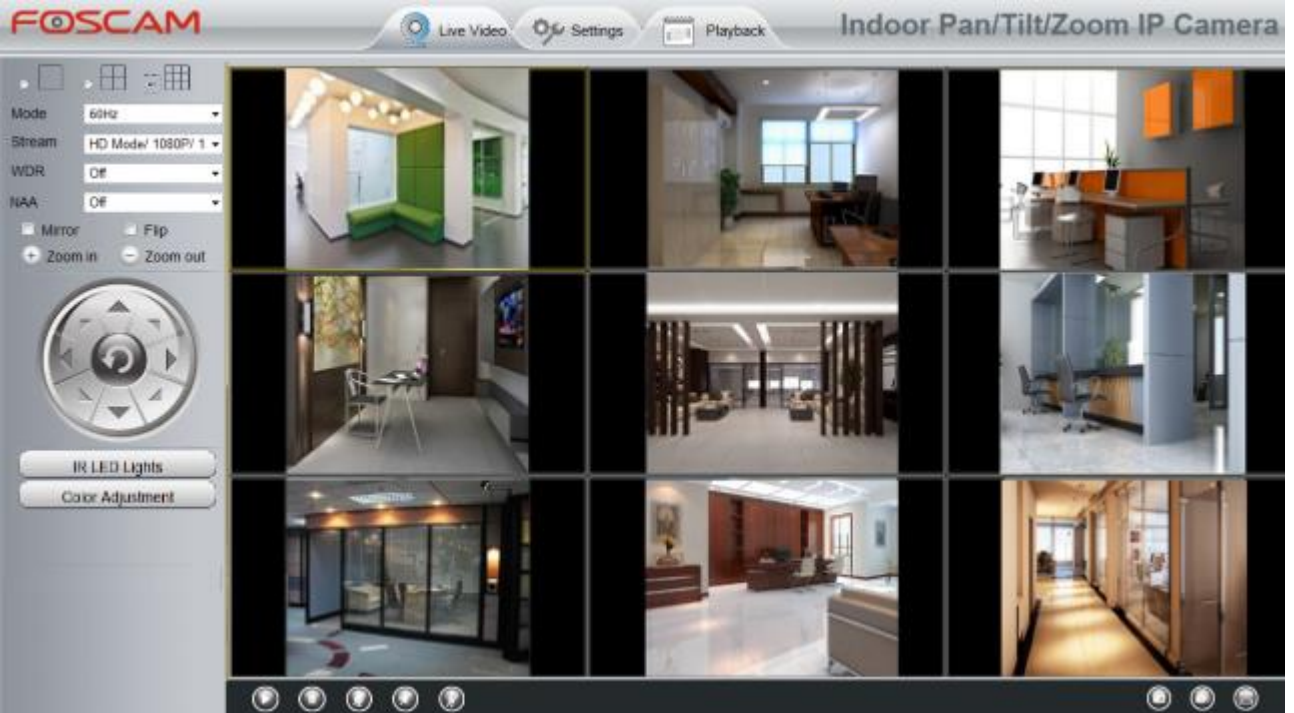 FOSCAM
Live Video
Settings
Playback
Indoor Pan/Tilt/Zoom IP Camera
Mode 60Hz
Stream HD Mode/ 1080P/ 1
WDR Off
NAA Off
Mirror Flip
Zoom in Zoom out
IR LED Lights
Color Adjustment